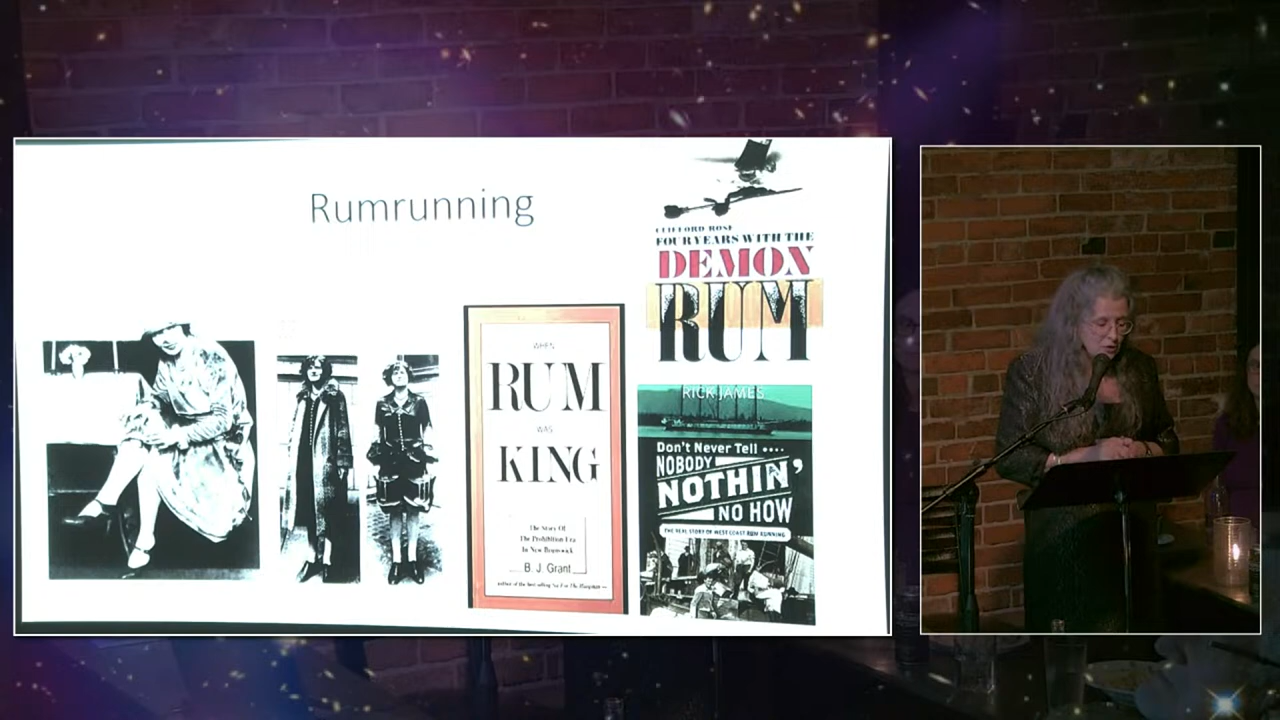 Rumrunning
CLIFFORD ROSE
FOUR YEARS WITH THE
DEMON
RUM
WHEN
RUM
WAS
KING
The Story Of
The Prohibition Era
In New Brunswick
B. J. Grant
RICK JAMES
Don't Never Tell ••••
NOBODY
NOTHIN'
NO HOW
THE REAL STORY OF WEST COAST RUM RUNNING